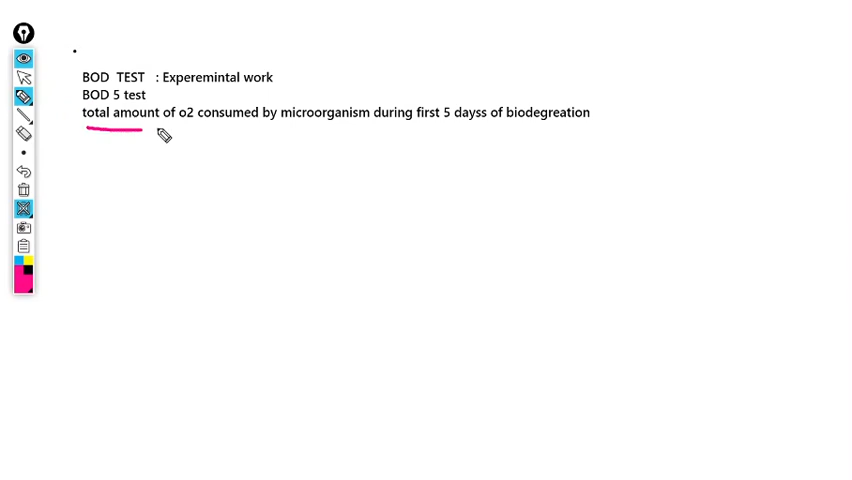 BOD TEST : Experemintal work
BOD 5 test
total amount of o2 consumed by microorganism during first 5 dayss of biodegreation